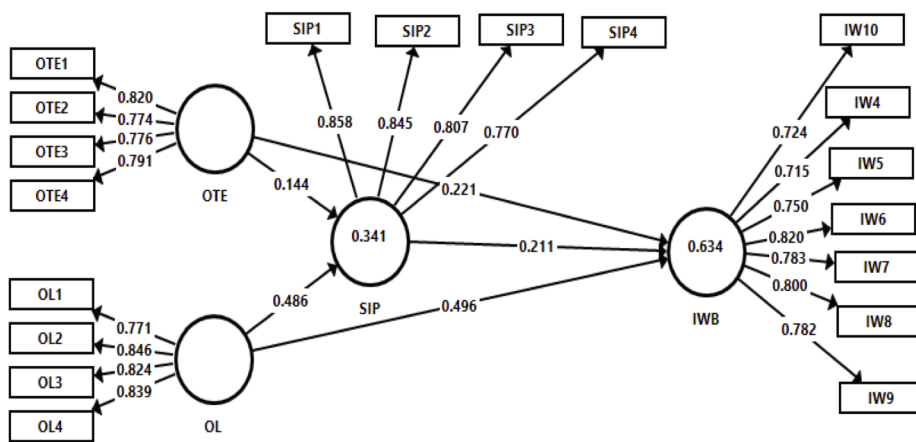 SIP1
SIP2
SIP3
SIP4
IW10
OTE1
OTE2
OTE3
OTE4
0.820
0.774
0.776
0.791
OTE
0.858
0.845
0.807
0.770
0.144
0.221
0.341
SIP
0.211
0.486
0.496
OL1
OL2
OL3
OL4
0.771
0.846
0.824
0.839
OL
0.634
IWB
0.724
0.715
0.750
0.820
0.783
0.800
0.782
IW4
IW5
IW6
IW7
IW8
IW9